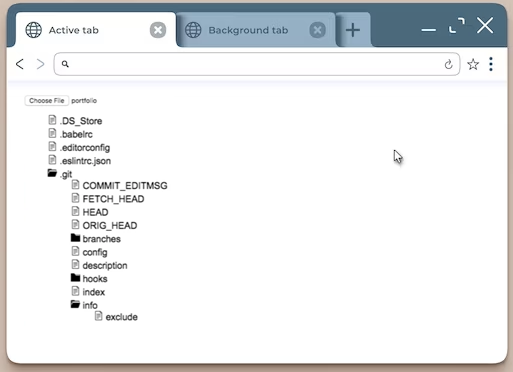 Active tab
Background tab
Choose File portfolio
.DS_Store
.babelrc
.editorconfig
.eslintrc.json
.git
COMMIT_EDITMSG
FETCH_HEAD
HEAD
ORIG_HEAD
branches
config
description
hooks
index
info
exclude